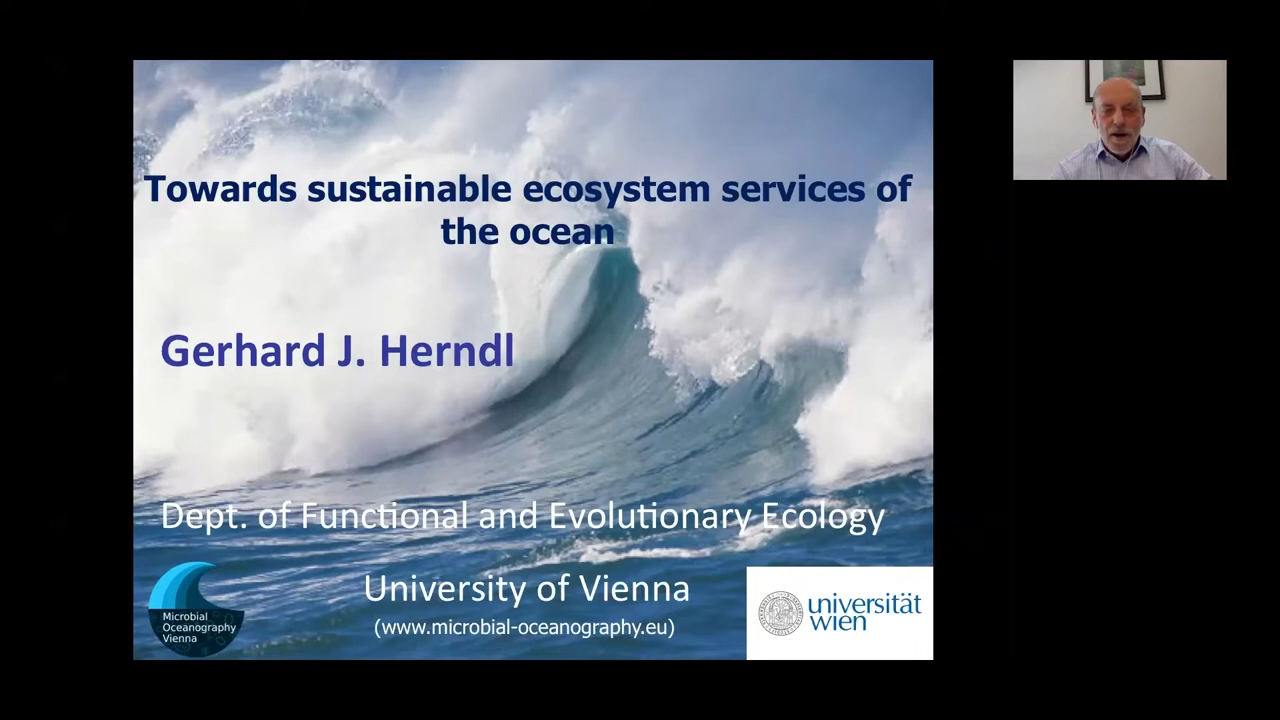 Towards sustainable ecosystem services of
the ocean
Gerhard J. Herndl
Dept. of Functional and Evolutionary Ecology
University of Vienna
(www.microbial-oceanography.eu)
Microbial
Oceanography
Vienna
universität
wien